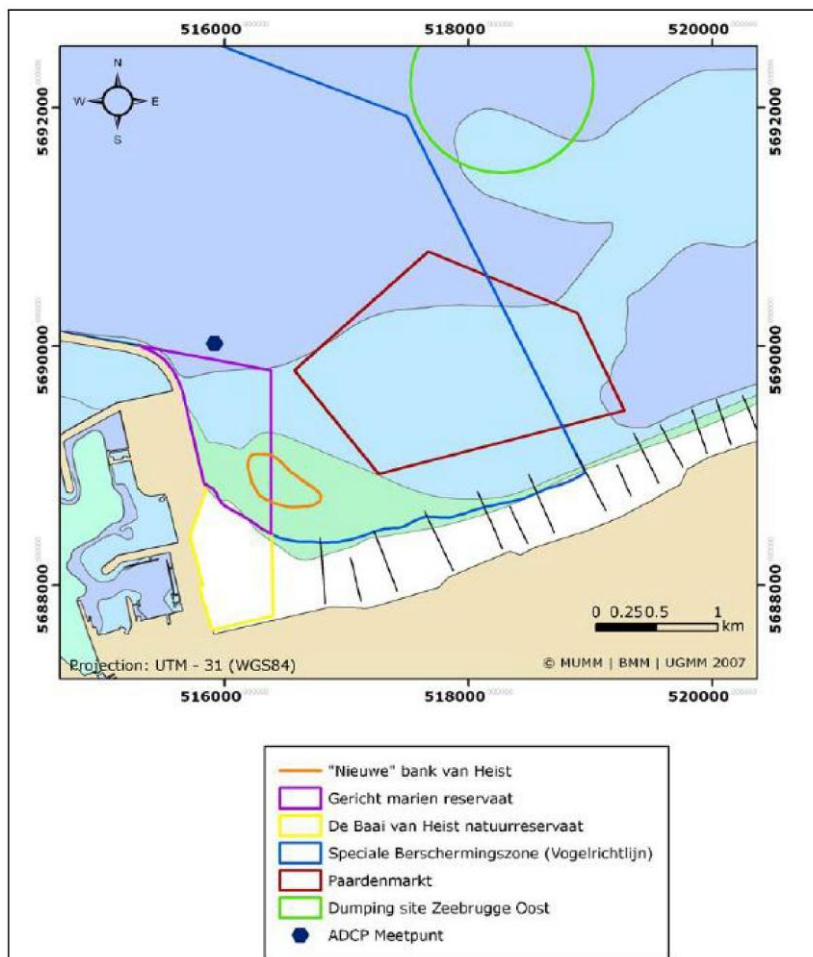 516000 518000 520000
N
W E
S
5692000 5692000
5690000 5690000
5688000 5688000
0 0.25 0.5 1
km
Projection: UTM - 31 (WGS84) © MUMM | BMM | UGMM 2007
516000 518000 520000
"Nieuwe" bank van Heist
Gericht marien reservaat
De Baai van Heist natuurreservaat
Speciale Berschermingszone (Vogelrichtlijn)
Paardenmarkt
Dumping site Zeebrugge Oost
ADCP Meetpunt